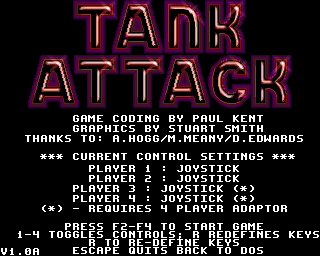 TANK
ATTACK
GAME CODING BY PAUL KENT
GRAPHICS BY STUART SMITH
THANKS TO: A.HOGG/M.MEANY/D.EDWARDS
*** CURRENT CONTROL SETTINGS ***
PLAYER 1 : JOYSTICK
PLAYER 2 : JOYSTICK
PLAYER 3 : JOYSTICK (*)
PLAYER 4 : JOYSTICK (*)
(*) - REQUIRES 4 PLAYER ADAPTOR
PRESS F2-F4 TO START GAME
1-4 TOGGLES CONTROLS; R REDEFINES KEYS
R TO RE-DEFINE KEYS
V1.0A ESCAPE QUITS BACK TO DOS